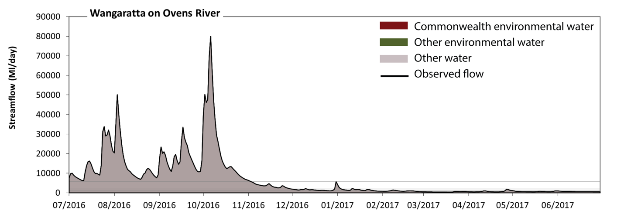 Wangaratta on Ovens River
Streamflow (Ml/day)
90000
80000
70000
60000
50000
40000
30000
20000
10000
0
Commonwealth environmental water
Other environmental water
Other water
Observed flow
07/2016 08/2016 09/2016 10/2016 11/2016 12/2016 01/2017 02/2017 03/2017 04/2017 05/2017 06/2017